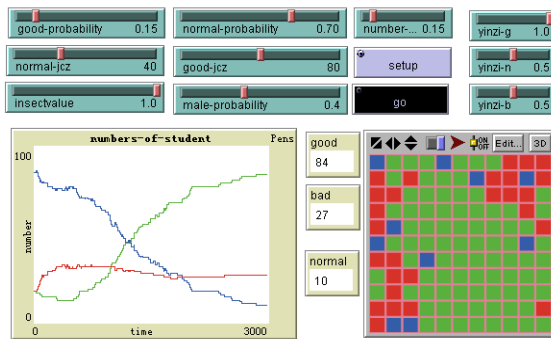 good-probability 0.15
normal-probability 0.70
number-... 0.15
yinzi-g 1.0
normal-jcz 40
good-jcz 80
setup
yinzi-n 0.5
insectvalue 1.0
male-probability 0.4
go
yinzi-b 0.5
numbers-of-student
Pens
100
number
0
0
time
3000
good
84
bad
27
normal
10
ON
OFF
Edit...
3D